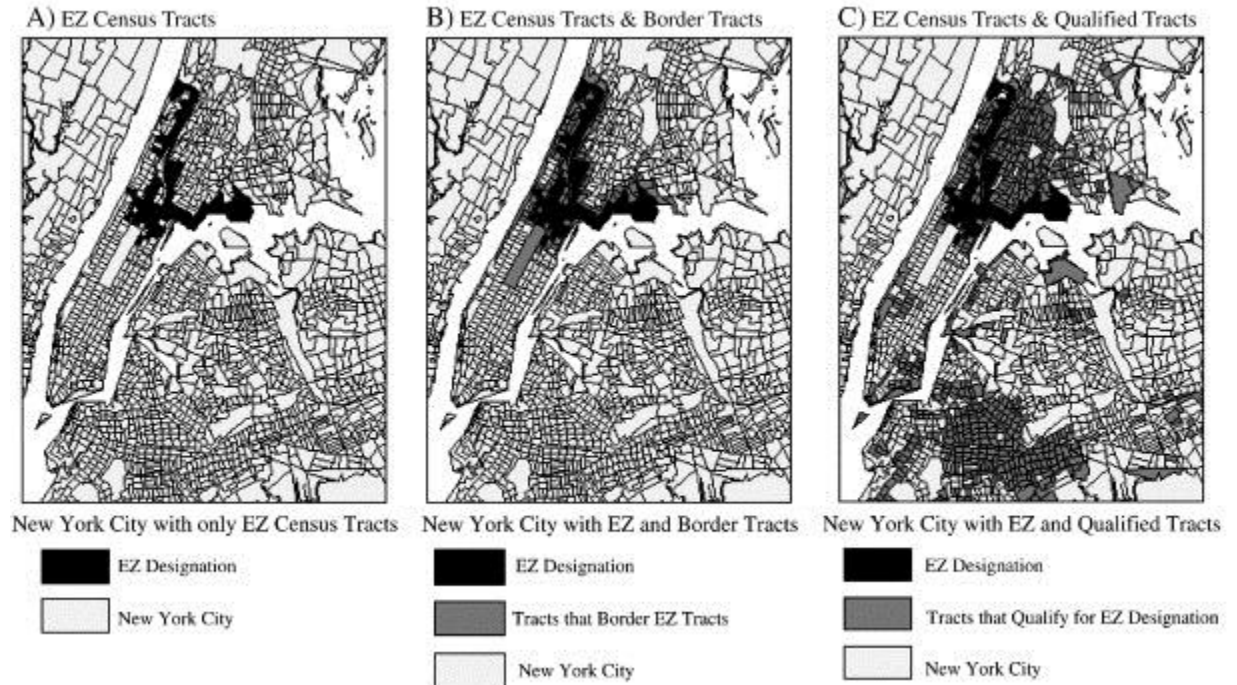 A) EZ Census Tracts
B) EZ Census Tracts & Border Tracts
C) EZ Census Tracts & Qualified Tracts
New York City with only EZ Census Tracts
EZ Designation
New York City
New York City with EZ and Border Tracts
EZ Designation
Tracts that Border EZ Tracts
New York City
New York City with EZ and Qualified Tracts
EZ Designation
Tracts that Qualify for EZ Designation
New York City